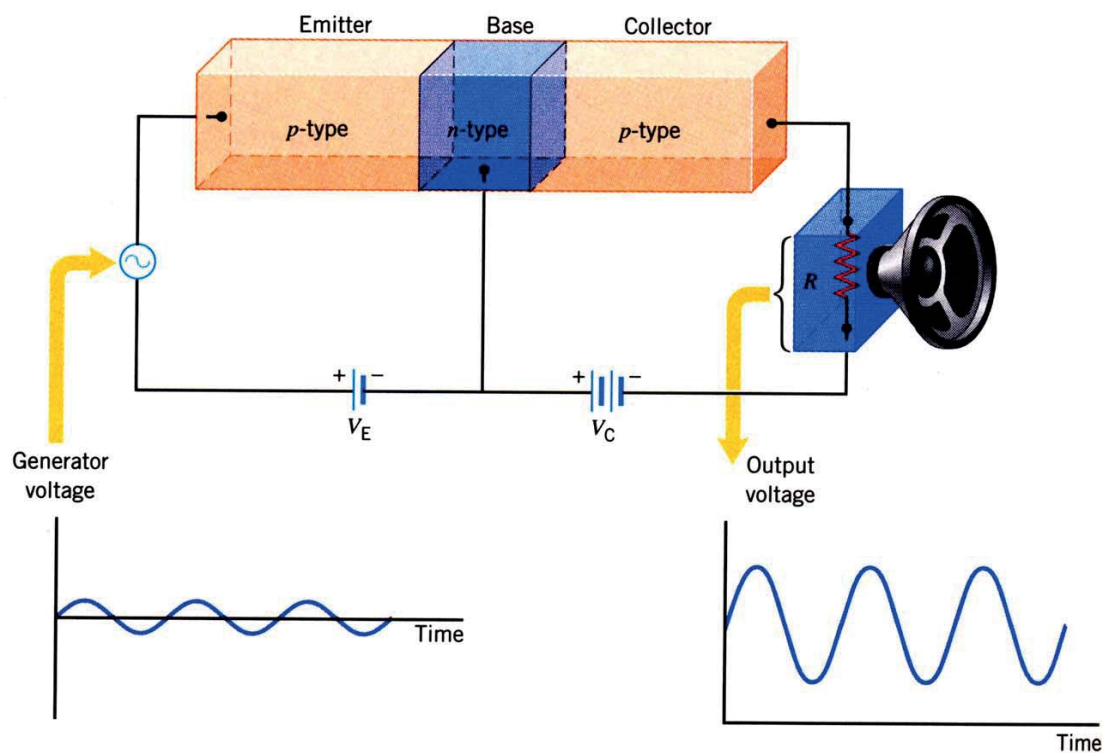 Emitter Base Collector
p-type n-type p-type
R
+ − + −
V_E V_C
Generator
voltage
Output
voltage
Time
Time